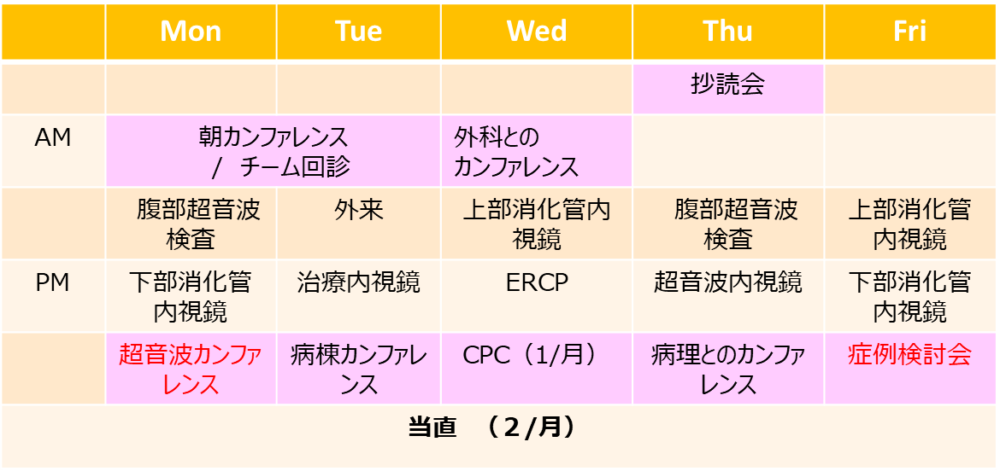 Mon Tue Wed Thu Fri
抄読会
AM
朝カンファレンス
/ チーム回診
外科との
カンファレンス
腹部超音波
検査
外来
上部消化管内
視鏡
腹部超音波
検査
上部消化管
内視鏡
PM
下部消化管
内視鏡
治療内視鏡
ERCP
超音波内視鏡
下部消化管
内視鏡
超音波カンファ
レンス
病棟カンファレ
ンス
CPC（1/月）
病理とのカンファ
レンス
症例検討会
当直 （２/月）